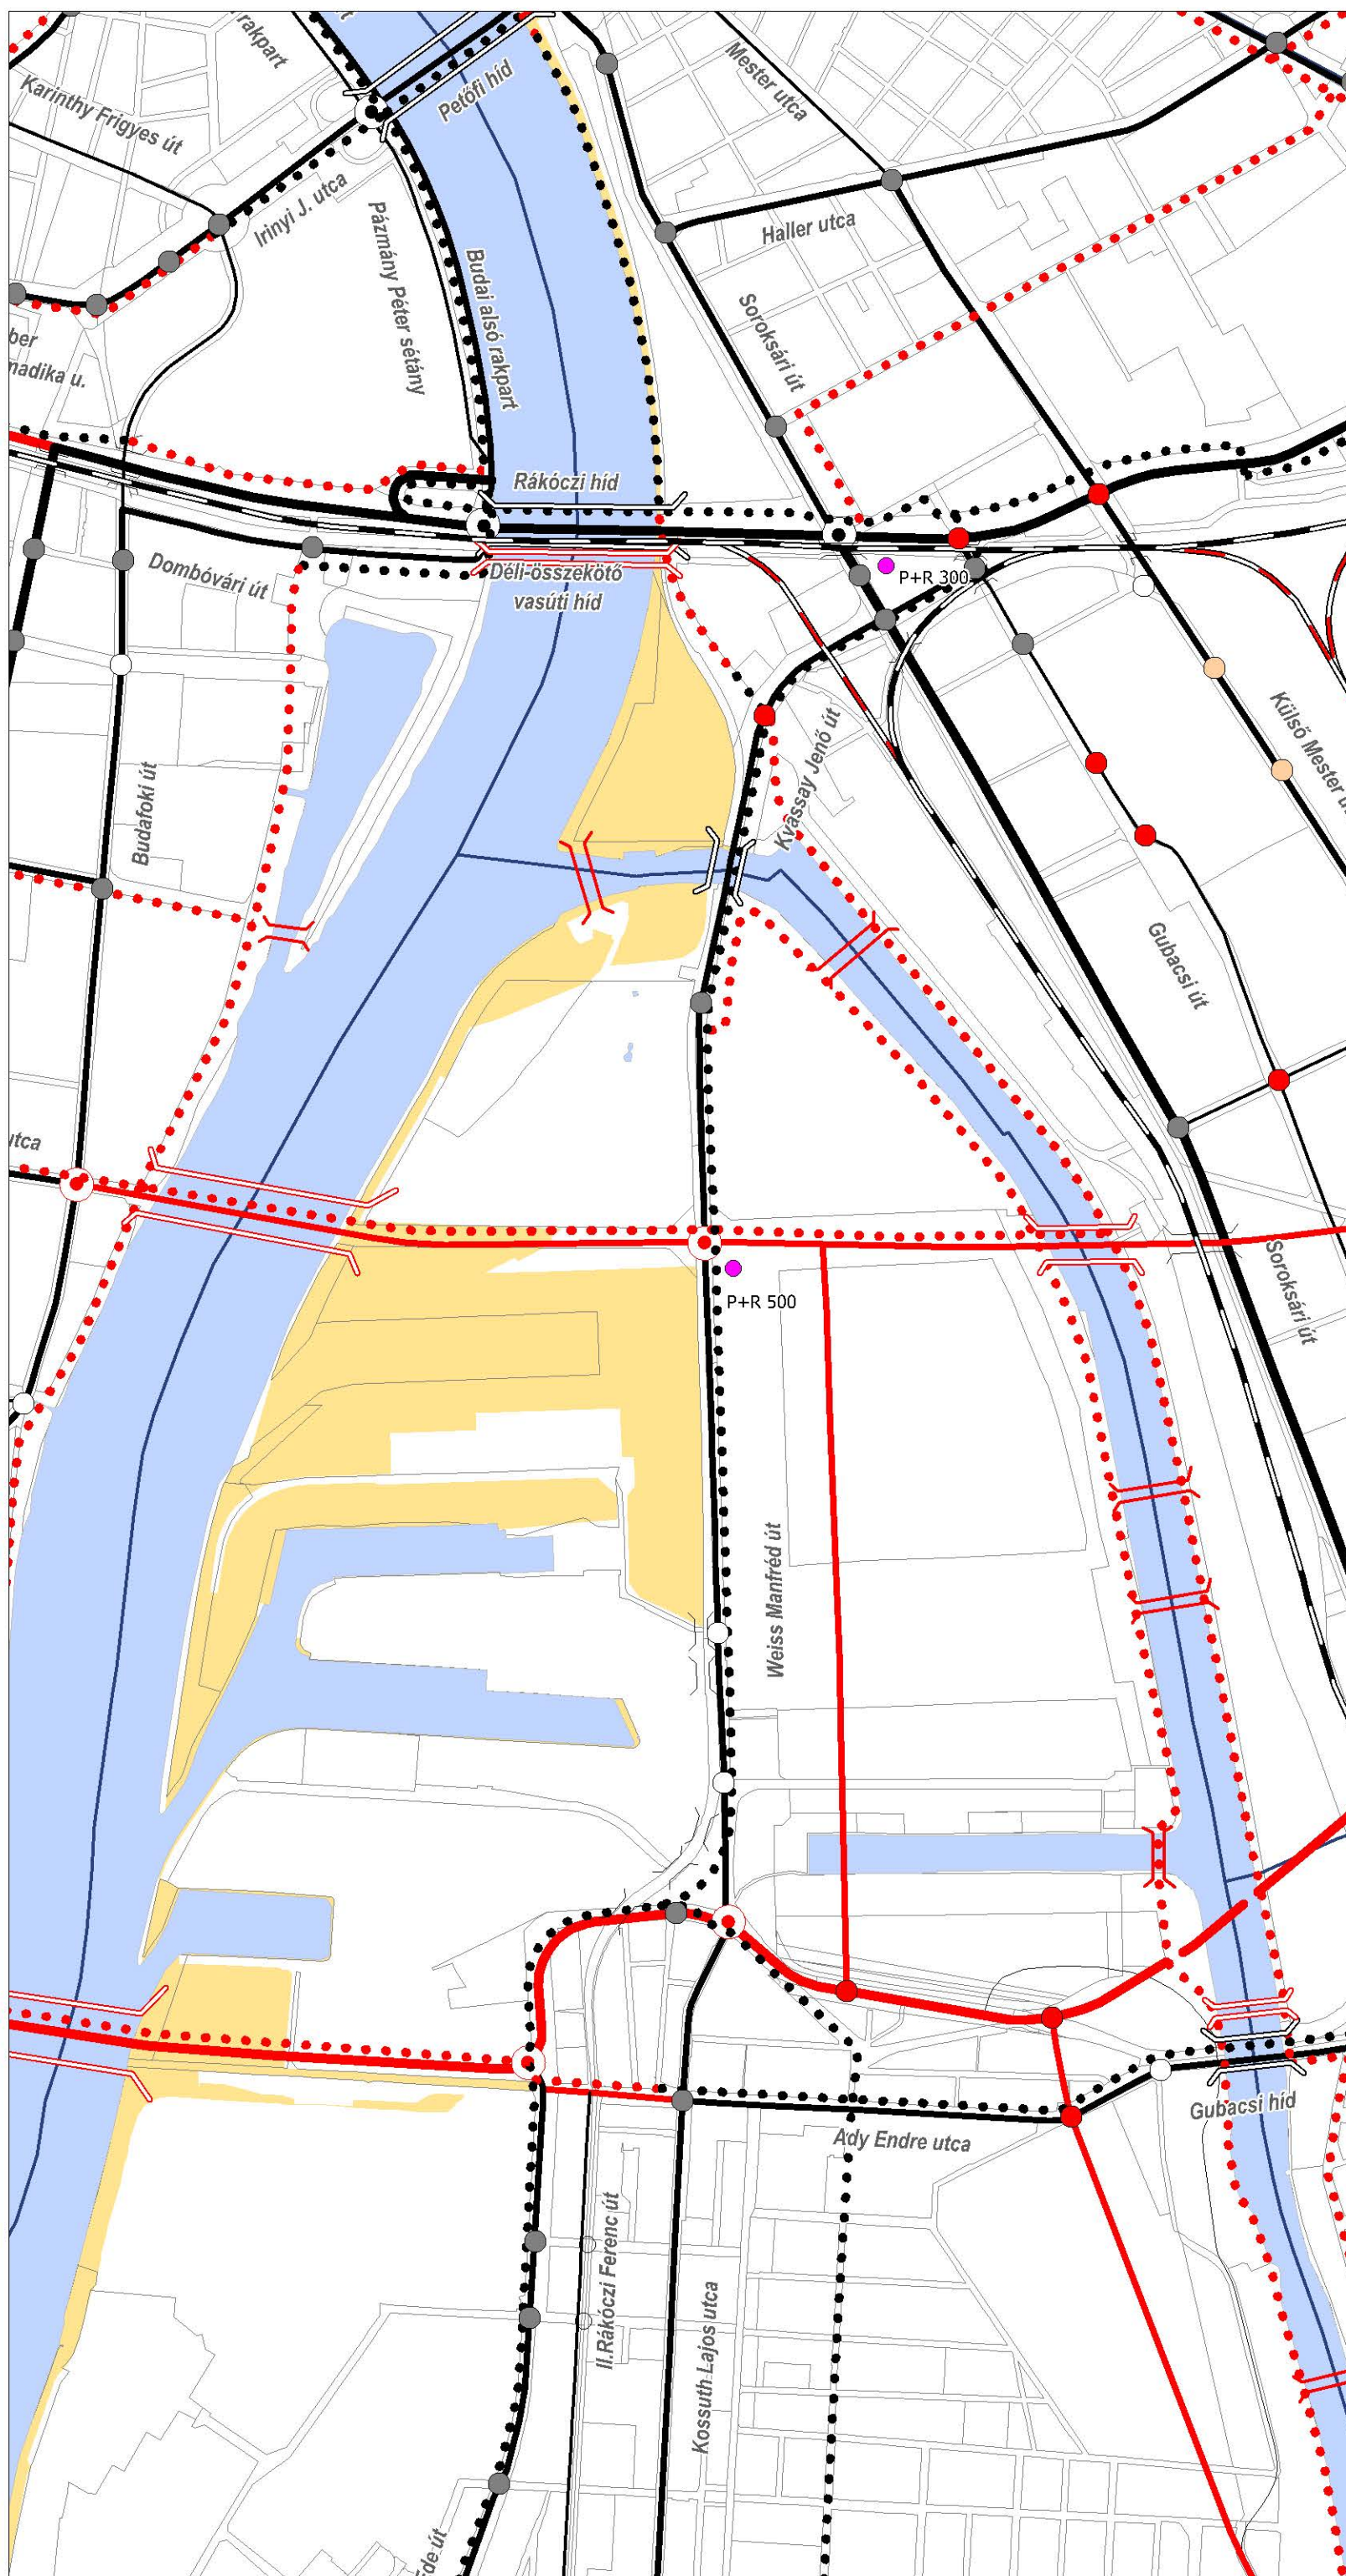 rakpart
Karinthy Frigyes út
Petőfi híd
Mester utca
Irinyi J. utca
Pázmány Péter sétány
Budai alsó rakpart
Haller utca
Soroksári út
ber
madika u.
Rákóczi híd
Déli összekötő
vasúti híd
Dombóvári út
P+R 300
Budafoki út
Kvassay Jenő út
Külső Mester u
Gubacsi út
utca
Soroksári út
P+R 500
Weiss Manfréd út
Gubacsi híd
Ady Endre utca
II.Rákóczi Ferenc út
Kossuth Lajos utca
rde út